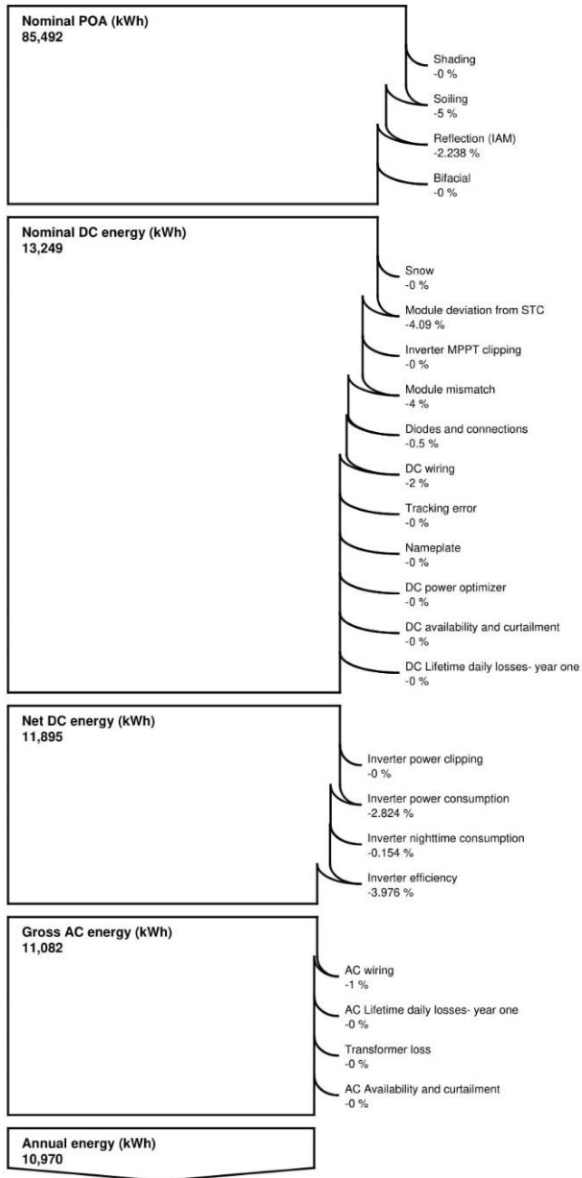 Nominal POA (kWh)
85,492
Shading
-0 %
Soiling
-5 %
Reflection (IAM)
-2.238 %
Bifacial
-0 %
Nominal DC energy (kWh)
13,249
Snow
-0 %
Module deviation from STC
-4.09 %
Inverter MPPT clipping
-0 %
Module mismatch
-4 %
Diodes and connections
-0.5 %
DC wiring
-2 %
Tracking error
-0 %
Nameplate
-0 %
DC power optimizer
-0 %
DC availability and curtailment
-0 %
DC Lifetime daily losses- year one
-0 %
Net DC energy (kWh)
11,895
Inverter power clipping
-0 %
Inverter power consumption
-2.824 %
Inverter nighttime consumption
-0.154 %
Inverter efficiency
-3.976 %
Gross AC energy (kWh)
11,082
AC wiring
-1 %
AC Lifetime daily losses- year one
-0 %
Transformer loss
-0 %
AC Availability and curtailment
-0 %
Annual energy (kWh)
10,970